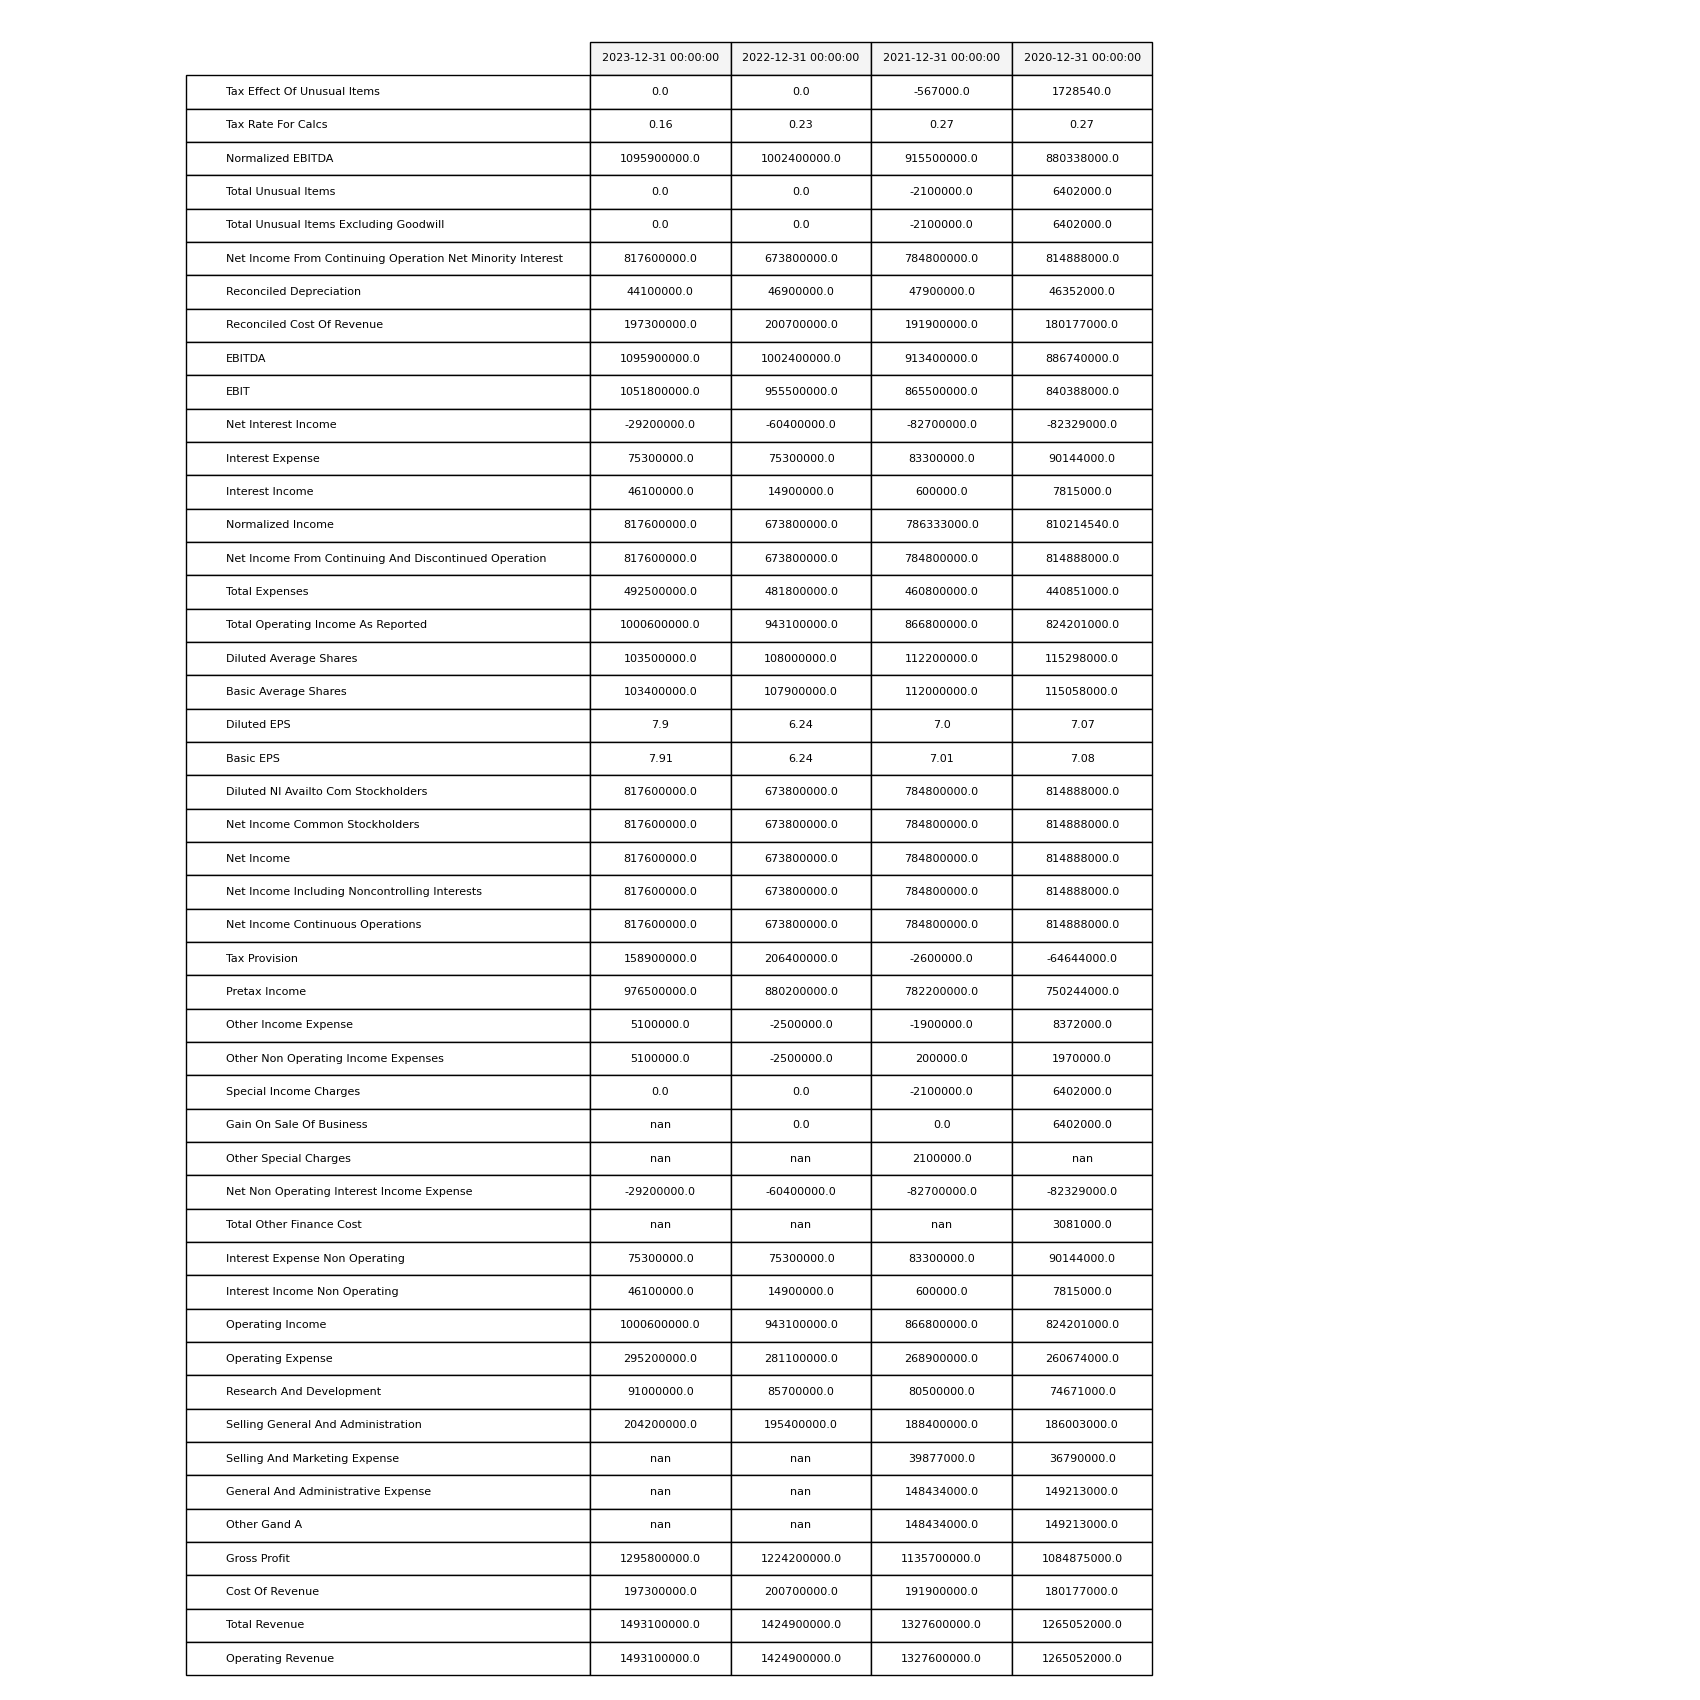 2023-12-31 00:00:00 2022-12-31 00:00:00 2021-12-31 00:00:00 2020-12-31 00:00:00
Tax Effect Of Unusual Items 0.0 0.0 -567000.0 1728540.0
Tax Rate For Calcs 0.16 0.23 0.27 0.27
Normalized EBITDA 1095900000.0 1002400000.0 915500000.0 880338000.0
Total Unusual Items 0.0 0.0 -2100000.0 6402000.0
Total Unusual Items Excluding Goodwill 0.0 0.0 -2100000.0 6402000.0
Net Income From Continuing Operation Net Minority Interest 817600000.0 673800000.0 784800000.0 814888000.0
Reconciled Depreciation 44100000.0 46900000.0 47900000.0 46352000.0
Reconciled Cost Of Revenue 197300000.0 200700000.0 191900000.0 180177000.0
EBITDA 1095900000.0 1002400000.0 913400000.0 886740000.0
EBIT 1051800000.0 955500000.0 865500000.0 840388000.0
Net Interest Income -29200000.0 -60400000.0 -82700000.0 -82329000.0
Interest Expense 75300000.0 75300000.0 83300000.0 90144000.0
Interest Income 46100000.0 14900000.0 600000.0 7815000.0
Normalized Income 817600000.0 673800000.0 786333000.0 810214540.0
Net Income From Continuing And Discontinued Operation 817600000.0 673800000.0 784800000.0 814888000.0
Total Expenses 492500000.0 481800000.0 460800000.0 440851000.0
Total Operating Income As Reported 1000600000.0 943100000.0 866800000.0 824201000.0
Diluted Average Shares 103500000.0 108000000.0 112200000.0 115298000.0
Basic Average Shares 103400000.0 107900000.0 112000000.0 115058000.0
Diluted EPS 7.9 6.24 7.0 7.07
Basic EPS 7.91 6.24 7.01 7.08
Diluted NI Availto Com Stockholders 817600000.0 673800000.0 784800000.0 814888000.0
Net Income Common Stockholders 817600000.0 673800000.0 784800000.0 814888000.0
Net Income 817600000.0 673800000.0 784800000.0 814888000.0
Net Income Including Noncontrolling Interests 817600000.0 673800000.0 784800000.0 814888000.0
Net Income Continuous Operations 817600000.0 673800000.0 784800000.0 814888000.0
Tax Provision 158900000.0 206400000.0 -2600000.0 -64644000.0
Pretax Income 976500000.0 880200000.0 782200000.0 750244000.0
Other Income Expense 5100000.0 -2500000.0 -1900000.0 8372000.0
Other Non Operating Income Expenses 5100000.0 -2500000.0 200000.0 1970000.0
Special Income Charges 0.0 0.0 -2100000.0 6402000.0
Gain On Sale Of Business nan 0.0 0.0 6402000.0
Other Special Charges nan nan 2100000.0 nan
Net Non Operating Interest Income Expense -29200000.0 -60400000.0 -82700000.0 -82329000.0
Total Other Finance Cost nan nan nan 3081000.0
Interest Expense Non Operating 75300000.0 75300000.0 83300000.0 90144000.0
Interest Income Non Operating 46100000.0 14900000.0 600000.0 7815000.0
Operating Income 1000600000.0 943100000.0 866800000.0 824201000.0
Operating Expense 295200000.0 281100000.0 268900000.0 260674000.0
Research And Development 91000000.0 85700000.0 80500000.0 74671000.0
Selling General And Administration 204200000.0 195400000.0 188400000.0 186003000.0
Selling And Marketing Expense nan nan 39877000.0 36790000.0
General And Administrative Expense nan nan 148434000.0 149213000.0
Other Gand A nan nan 148434000.0 149213000.0
Gross Profit 1295800000.0 1224200000.0 1135700000.0 1084875000.0
Cost Of Revenue 197300000.0 200700000.0 191900000.0 180177000.0
Total Revenue 1493100000.0 1424900000.0 1327600000.0 1265052000.0
Operating Revenue 1493100000.0 1424900000.0 1327600000.0 1265052000.0